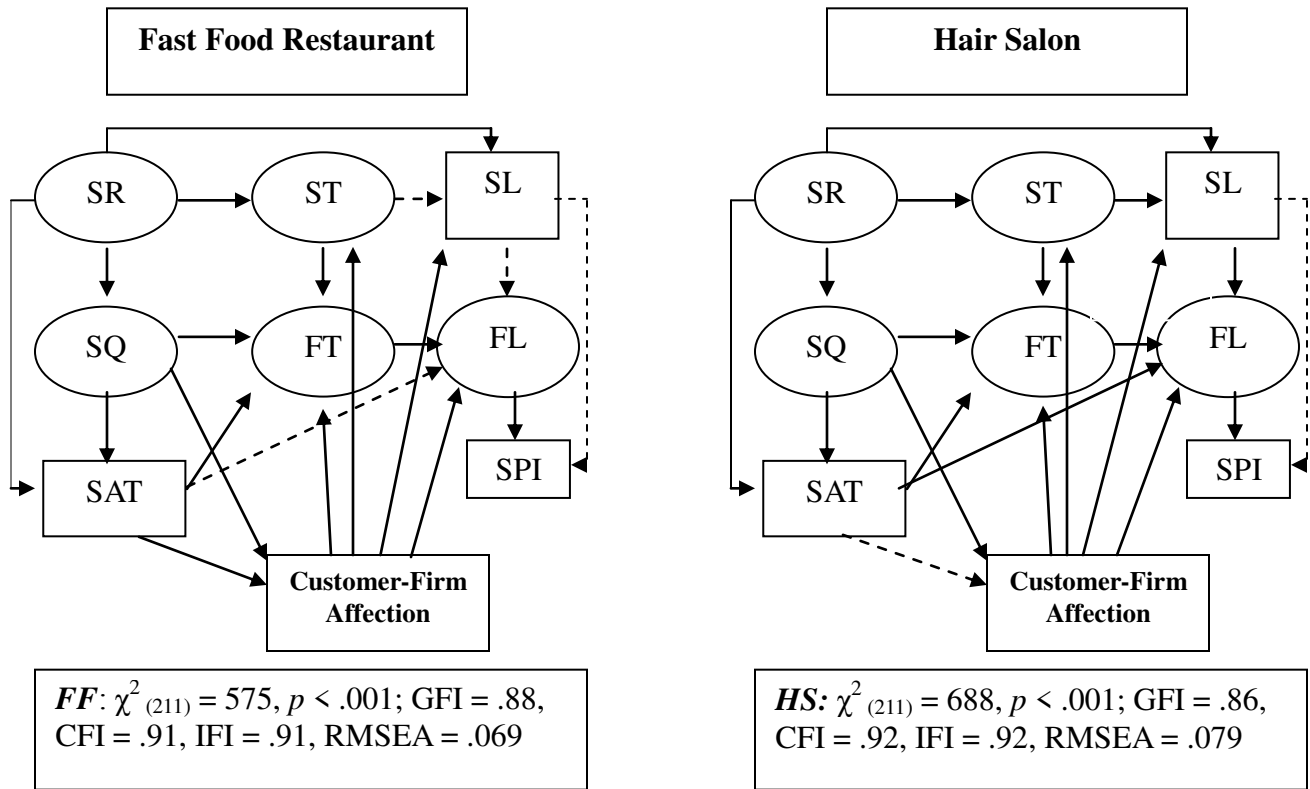 Fast Food Restaurant
SR
ST
SL
SQ
FT
FL
SAT
SPI
Customer-Firm
Affection
FF: χ² (211) = 575, p < .001; GFI = .88,
CFI = .91, IFI = .91, RMSEA = .069
Hair Salon
SR
ST
SL
SQ
FT
FL
SAT
SPI
Customer-Firm
Affection
HS: χ² (211) = 688, p < .001; GFI = .86,
CFI = .92, IFI = .92, RMSEA = .079